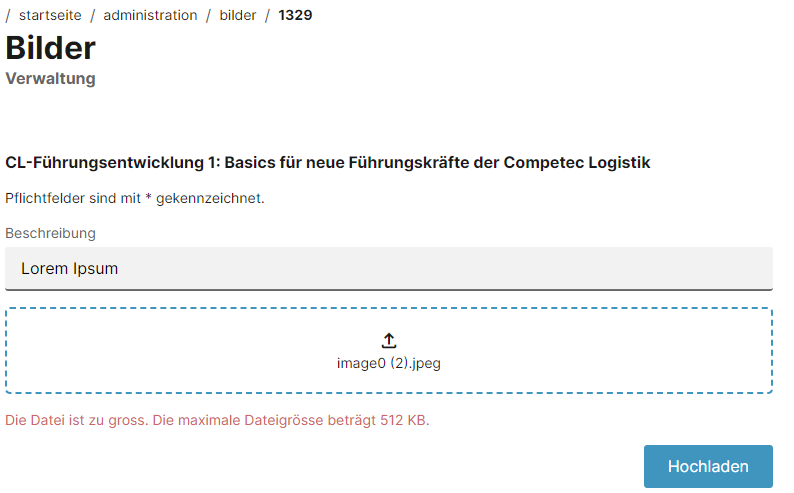 / startseite / administration / bilder / 1329
Bilder
Verwaltung
CL-Führungsentwicklung 1: Basics für neue Führungskräfte der Competec Logistik
Pflichtfelder sind mit * gekennzeichnet.
Beschreibung
Lorem Ipsum
image0 (2).jpeg
Die Datei ist zu gross. Die maximale Dateigrösse beträgt 512 KB.
Hochladen